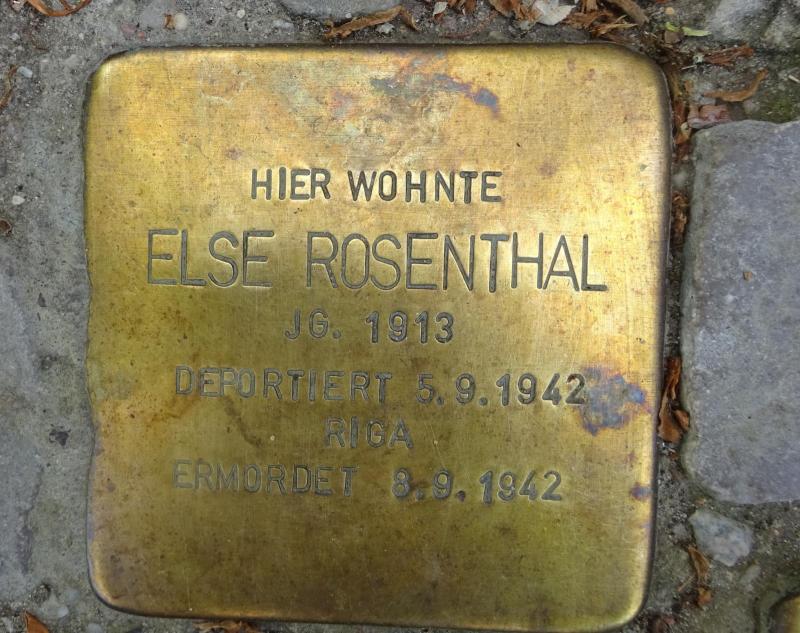 HIER WOHNTE
ELSE ROSENTHAL
JG. 1913
DEPORTIERT 5.9.1942
RIGA
ERMORDET 8.9.1942